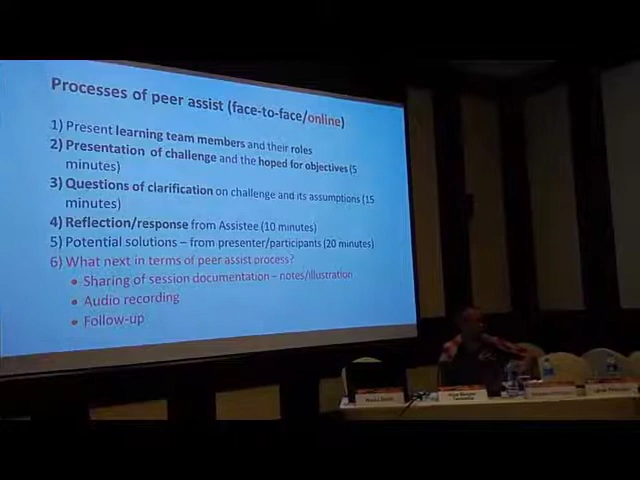 Processes of peer assist (face-to-face/online)
1) Present learning team members and their roles
2) Presentation of challenge and the hoped for objectives (5
minutes)
3) Questions of clarification on challenge and its assumptions (15
minutes)
4) Reflection/response from Assistee (10 minutes)
5) Potential solutions – from presenter/participants (20 minutes)
6) What next in terms of peer assist process?
• Sharing of session documentation – notes/illustration
• Audio recording
• Follow-up